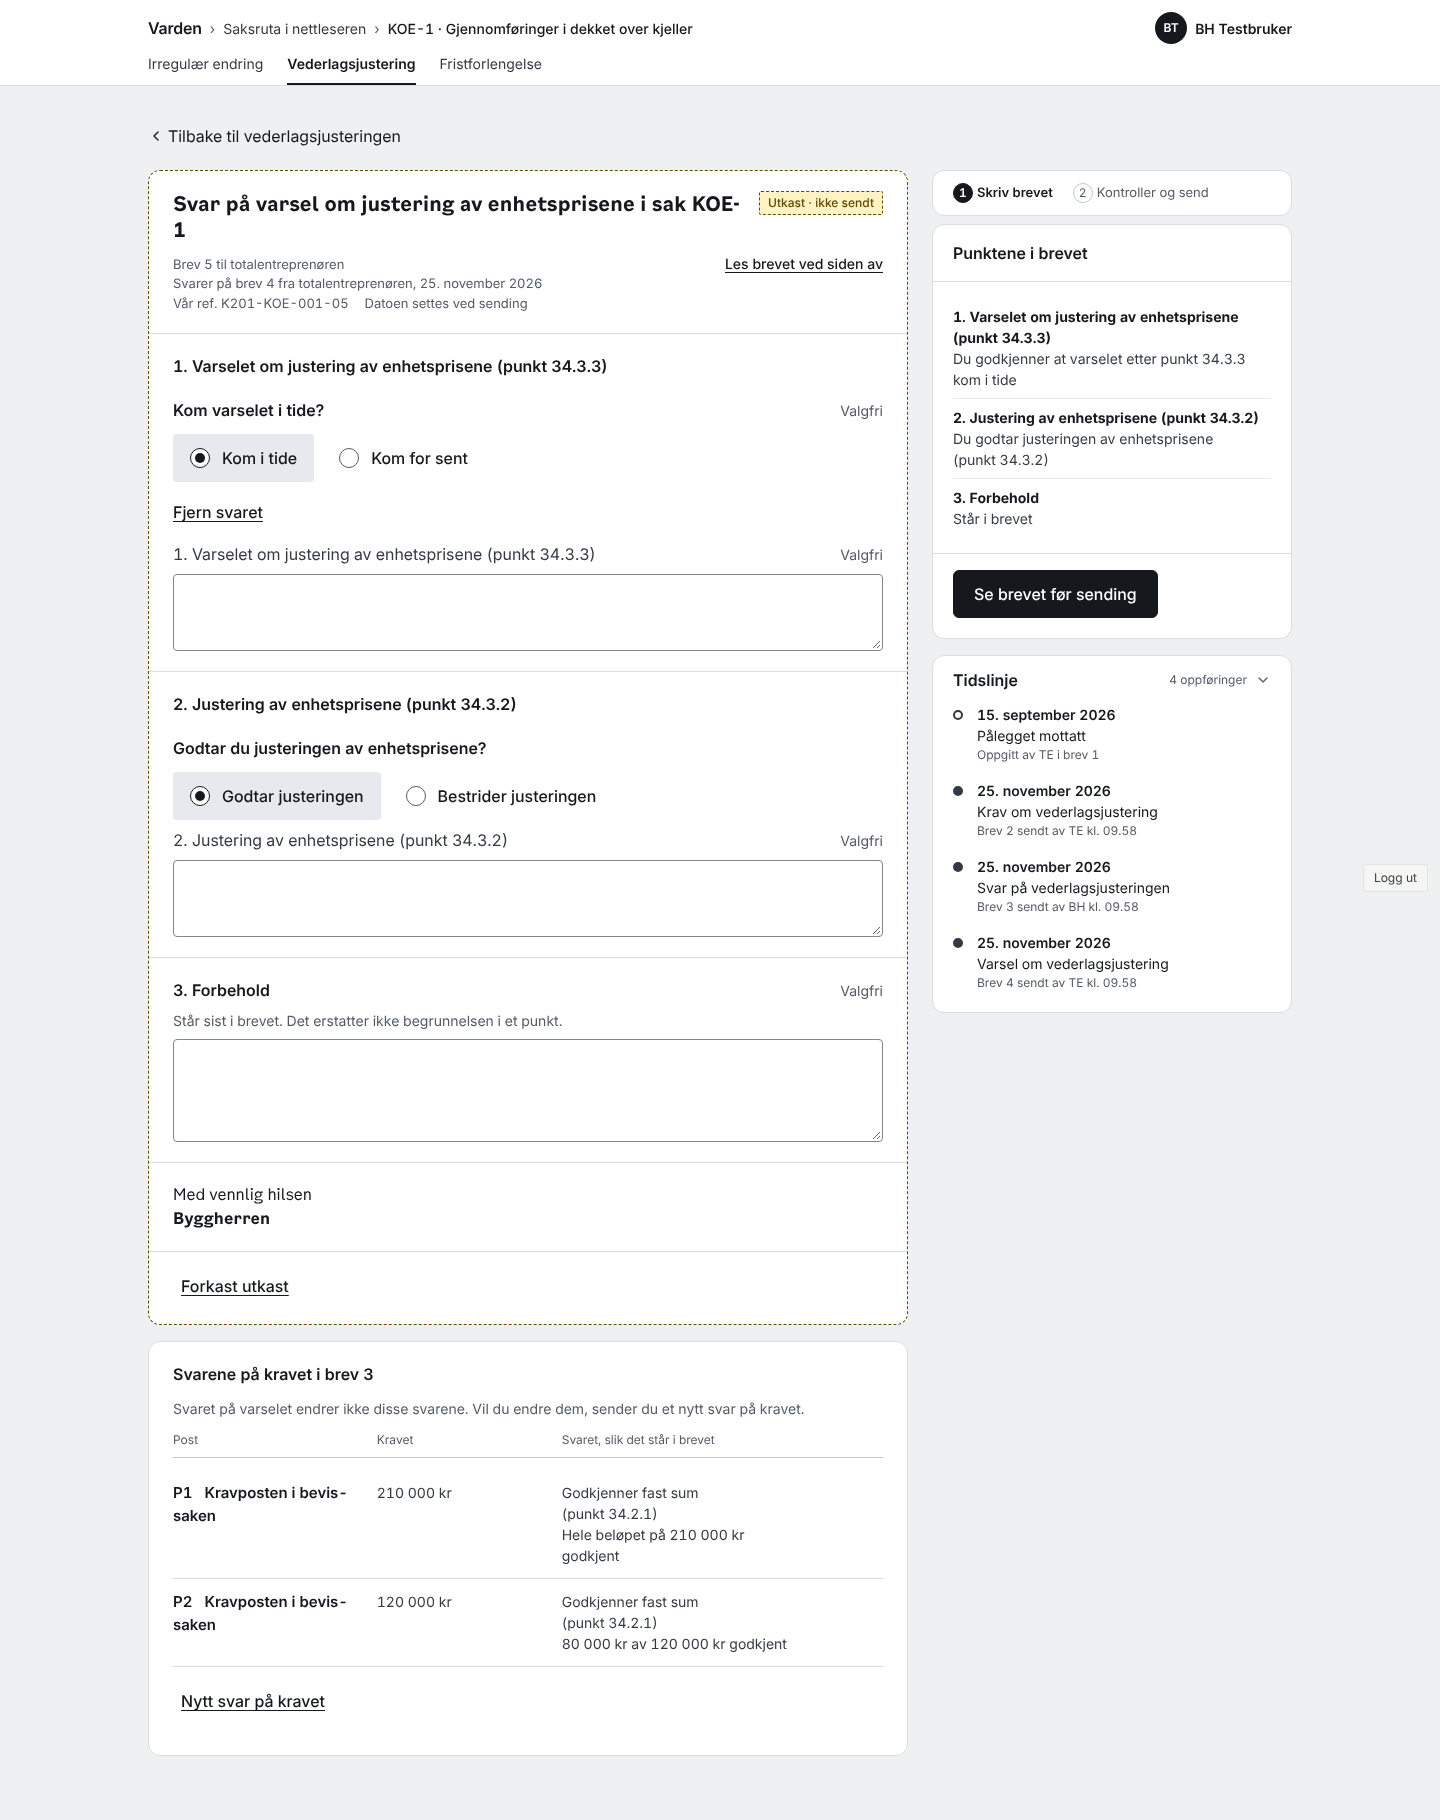 Varden › Saksruta i nettleseren › KOE-1 · Gjennomføringer i dekket over kjeller
BT BH Testbruker
Irregulær endring Vederlagsjustering Fristforlengelse
Tilbake til vederlagsjusteringen
Svar på varsel om justering av enhetsprisene i sak KOE-
1
Utkast · ikke sendt
Brev 5 til totalentreprenøren
Les brevet ved siden av
Svarer på brev 4 fra totalentreprenøren, 25. november 2026
Vår ref. K201-KOE-001-05 Datoen settes ved sending
1. Varselet om justering av enhetsprisene (punkt 34.3.3)
Kom varselet i tide? Valgfri
Kom i tide Kom for sent
Fjern svaret
1. Varselet om justering av enhetsprisene (punkt 34.3.3) Valgfri
2. Justering av enhetsprisene (punkt 34.3.2)
Godtar du justeringen av enhetsprisene?
Godtar justeringen Bestrider justeringen
2. Justering av enhetsprisene (punkt 34.3.2) Valgfri
3. Forbehold Valgfri
Står sist i brevet. Det erstatter ikke begrunnelsen i et punkt.
Med vennlig hilsen
Byggherren
Forkast utkast
Svarene på kravet i brev 3
Svaret på varselet endrer ikke disse svarene. Vil du endre dem, sender du et nytt svar på kravet.
Post Kravet Svaret, slik det står i brevet
P1 Kravposten i bevis-
saken
210 000 kr
Godkjenner fast sum
(punkt 34.2.1)
Hele beløpet på 210 000 kr
godkjent
P2 Kravposten i bevis-
saken
120 000 kr
Godkjenner fast sum
(punkt 34.2.1)
80 000 kr av 120 000 kr godkjent
Nytt svar på kravet
1 Skriv brevet 2 Kontroller og send
Punktene i brevet
1. Varselet om justering av enhetsprisene
(punkt 34.3.3)
Du godkjenner at varselet etter punkt 34.3.3
kom i tide
2. Justering av enhetsprisene (punkt 34.3.2)
Du godtar justeringen av enhetsprisene
(punkt 34.3.2)
3. Forbehold
Står i brevet
Se brevet før sending
Tidslinje 4 oppføringer
15. september 2026
Pålegget mottatt
Oppgitt av TE i brev 1
25. november 2026
Krav om vederlagsjustering
Brev 2 sendt av TE kl. 09.58
25. november 2026
Svar på vederlagsjusteringen
Brev 3 sendt av BH kl. 09.58
25. november 2026
Varsel om vederlagsjustering
Brev 4 sendt av TE kl. 09.58
Logg ut